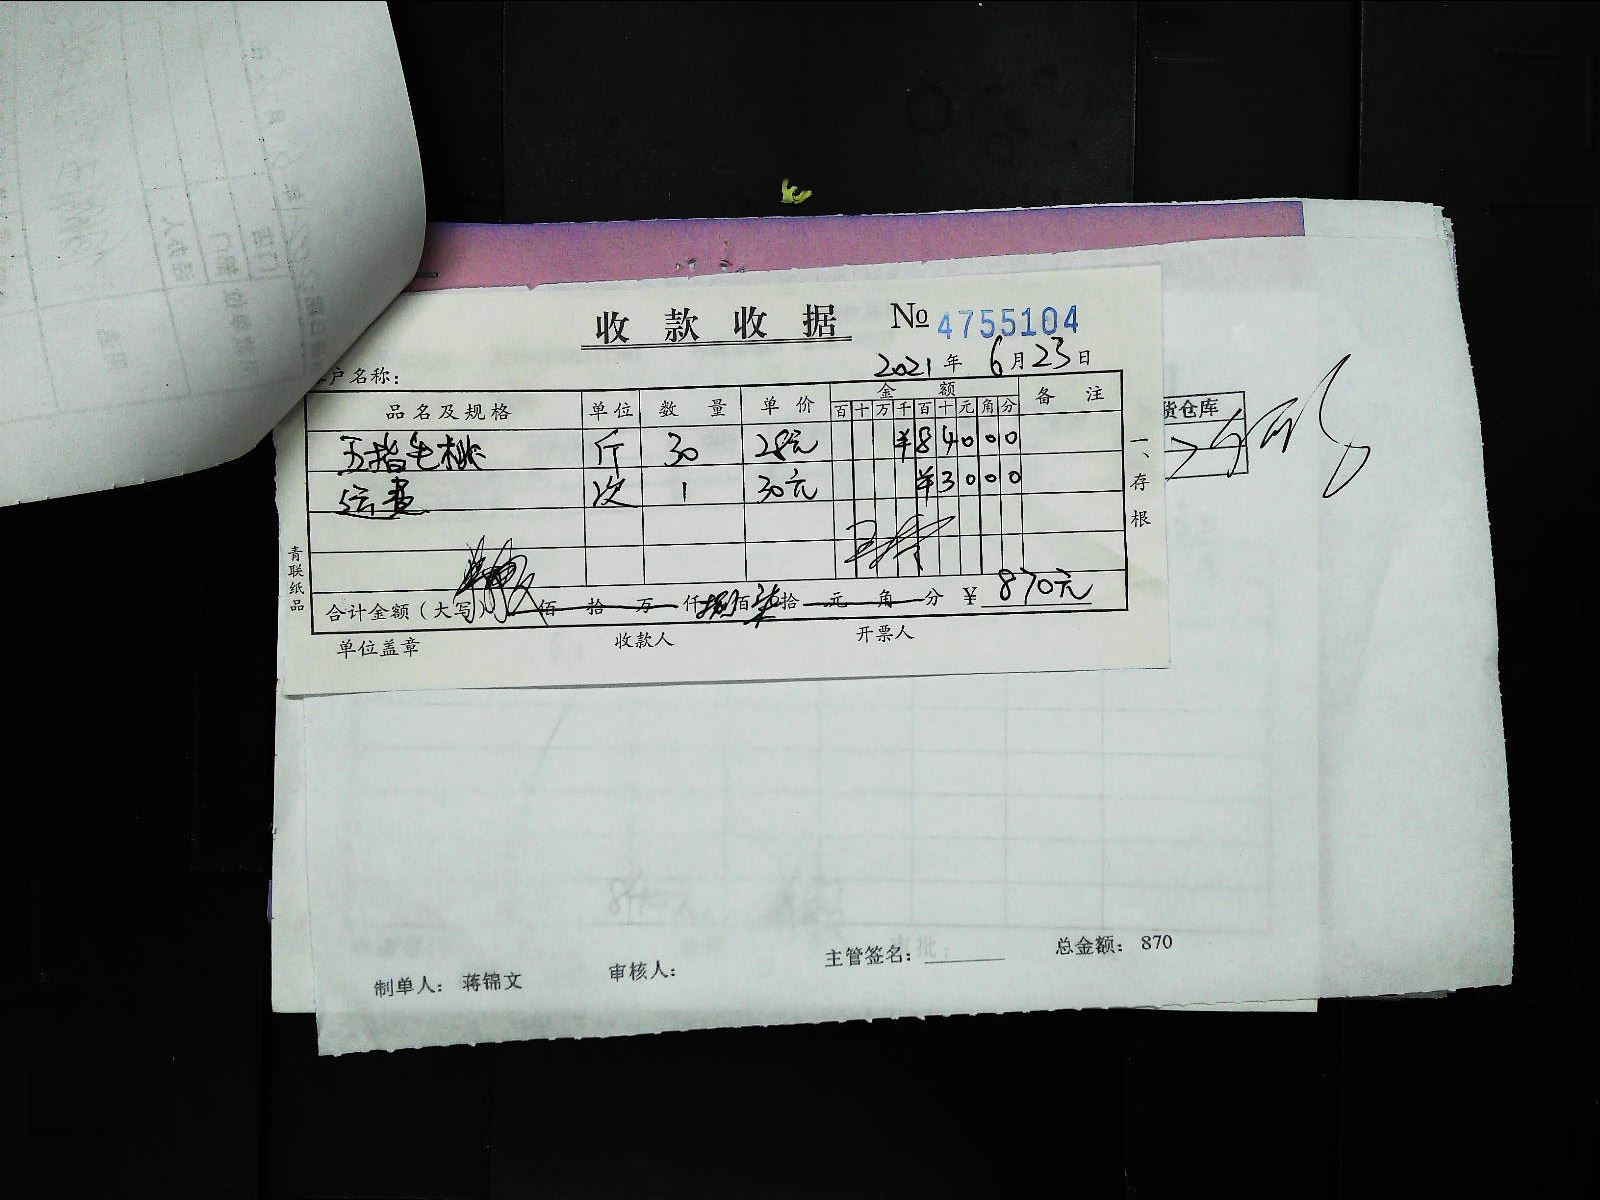 收款收据 № 4755104
2021年6月23日
户名称：
品名及规格 单位 数量 单价 金额 备注
百十万千百十元角分
五指毛桃 斤 30 28元 ¥84000
运费 次 1 30元 ¥3000
合计金额（大写） 佰拾万仟捌百柒拾元角分 ¥870元
单位盖章 收款人 开票人
一、存根
青联纸品
货仓库
制单人：蒋锦文 审核人： 主管签名： 总金额：870